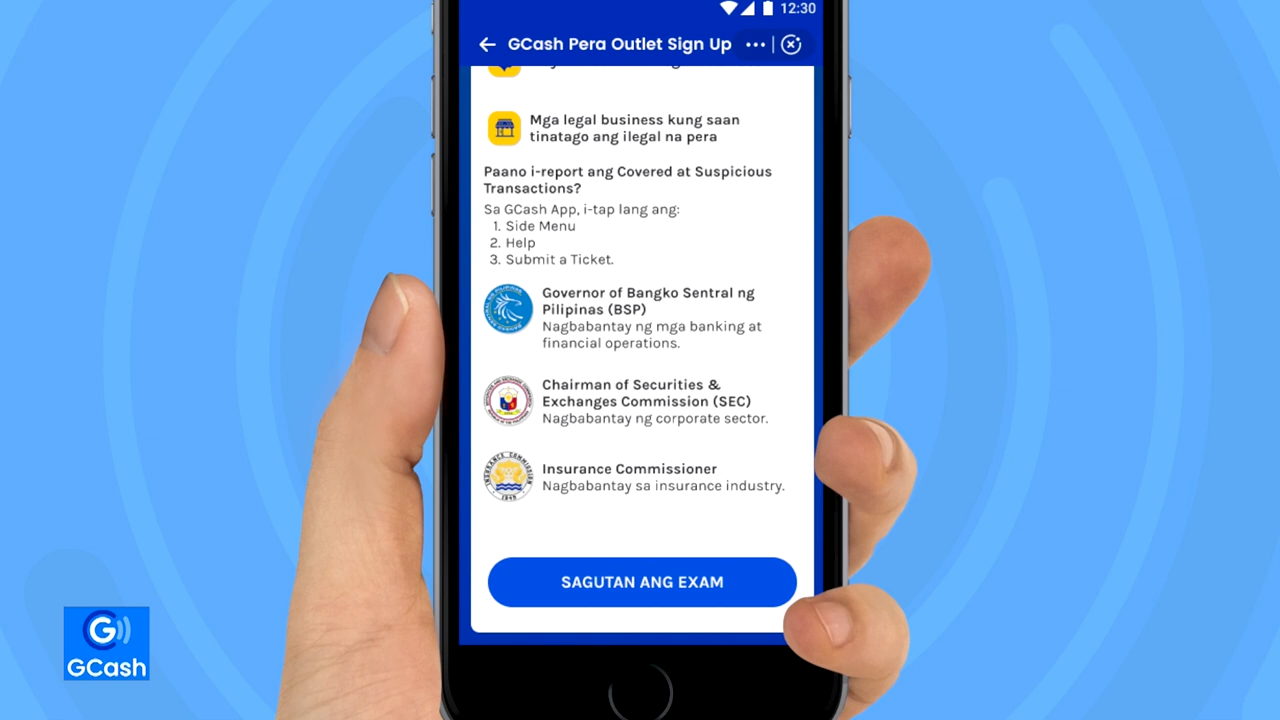 12:30
GCash Pera Outlet Sign Up
Mga legal business kung saan
tinatago ang ilegal na pera
Paano i-report ang Covered at Suspicious
Transactions?
Sa GCash App, i-tap lang ang:
1. Side Menu
2. Help
3. Submit a Ticket.
Governor of Bangko Sentral ng
Pilipinas (BSP)
Nagbabantay ng mga banking at
financial operations.
Chairman of Securities &
Exchanges Commission (SEC)
Nagbabantay ng corporate sector.
INSURANCE COMMISSION
1949
Insurance Commissioner
Nagbabantay sa insurance industry.
SAGUTAN ANG EXAM
G
GCash